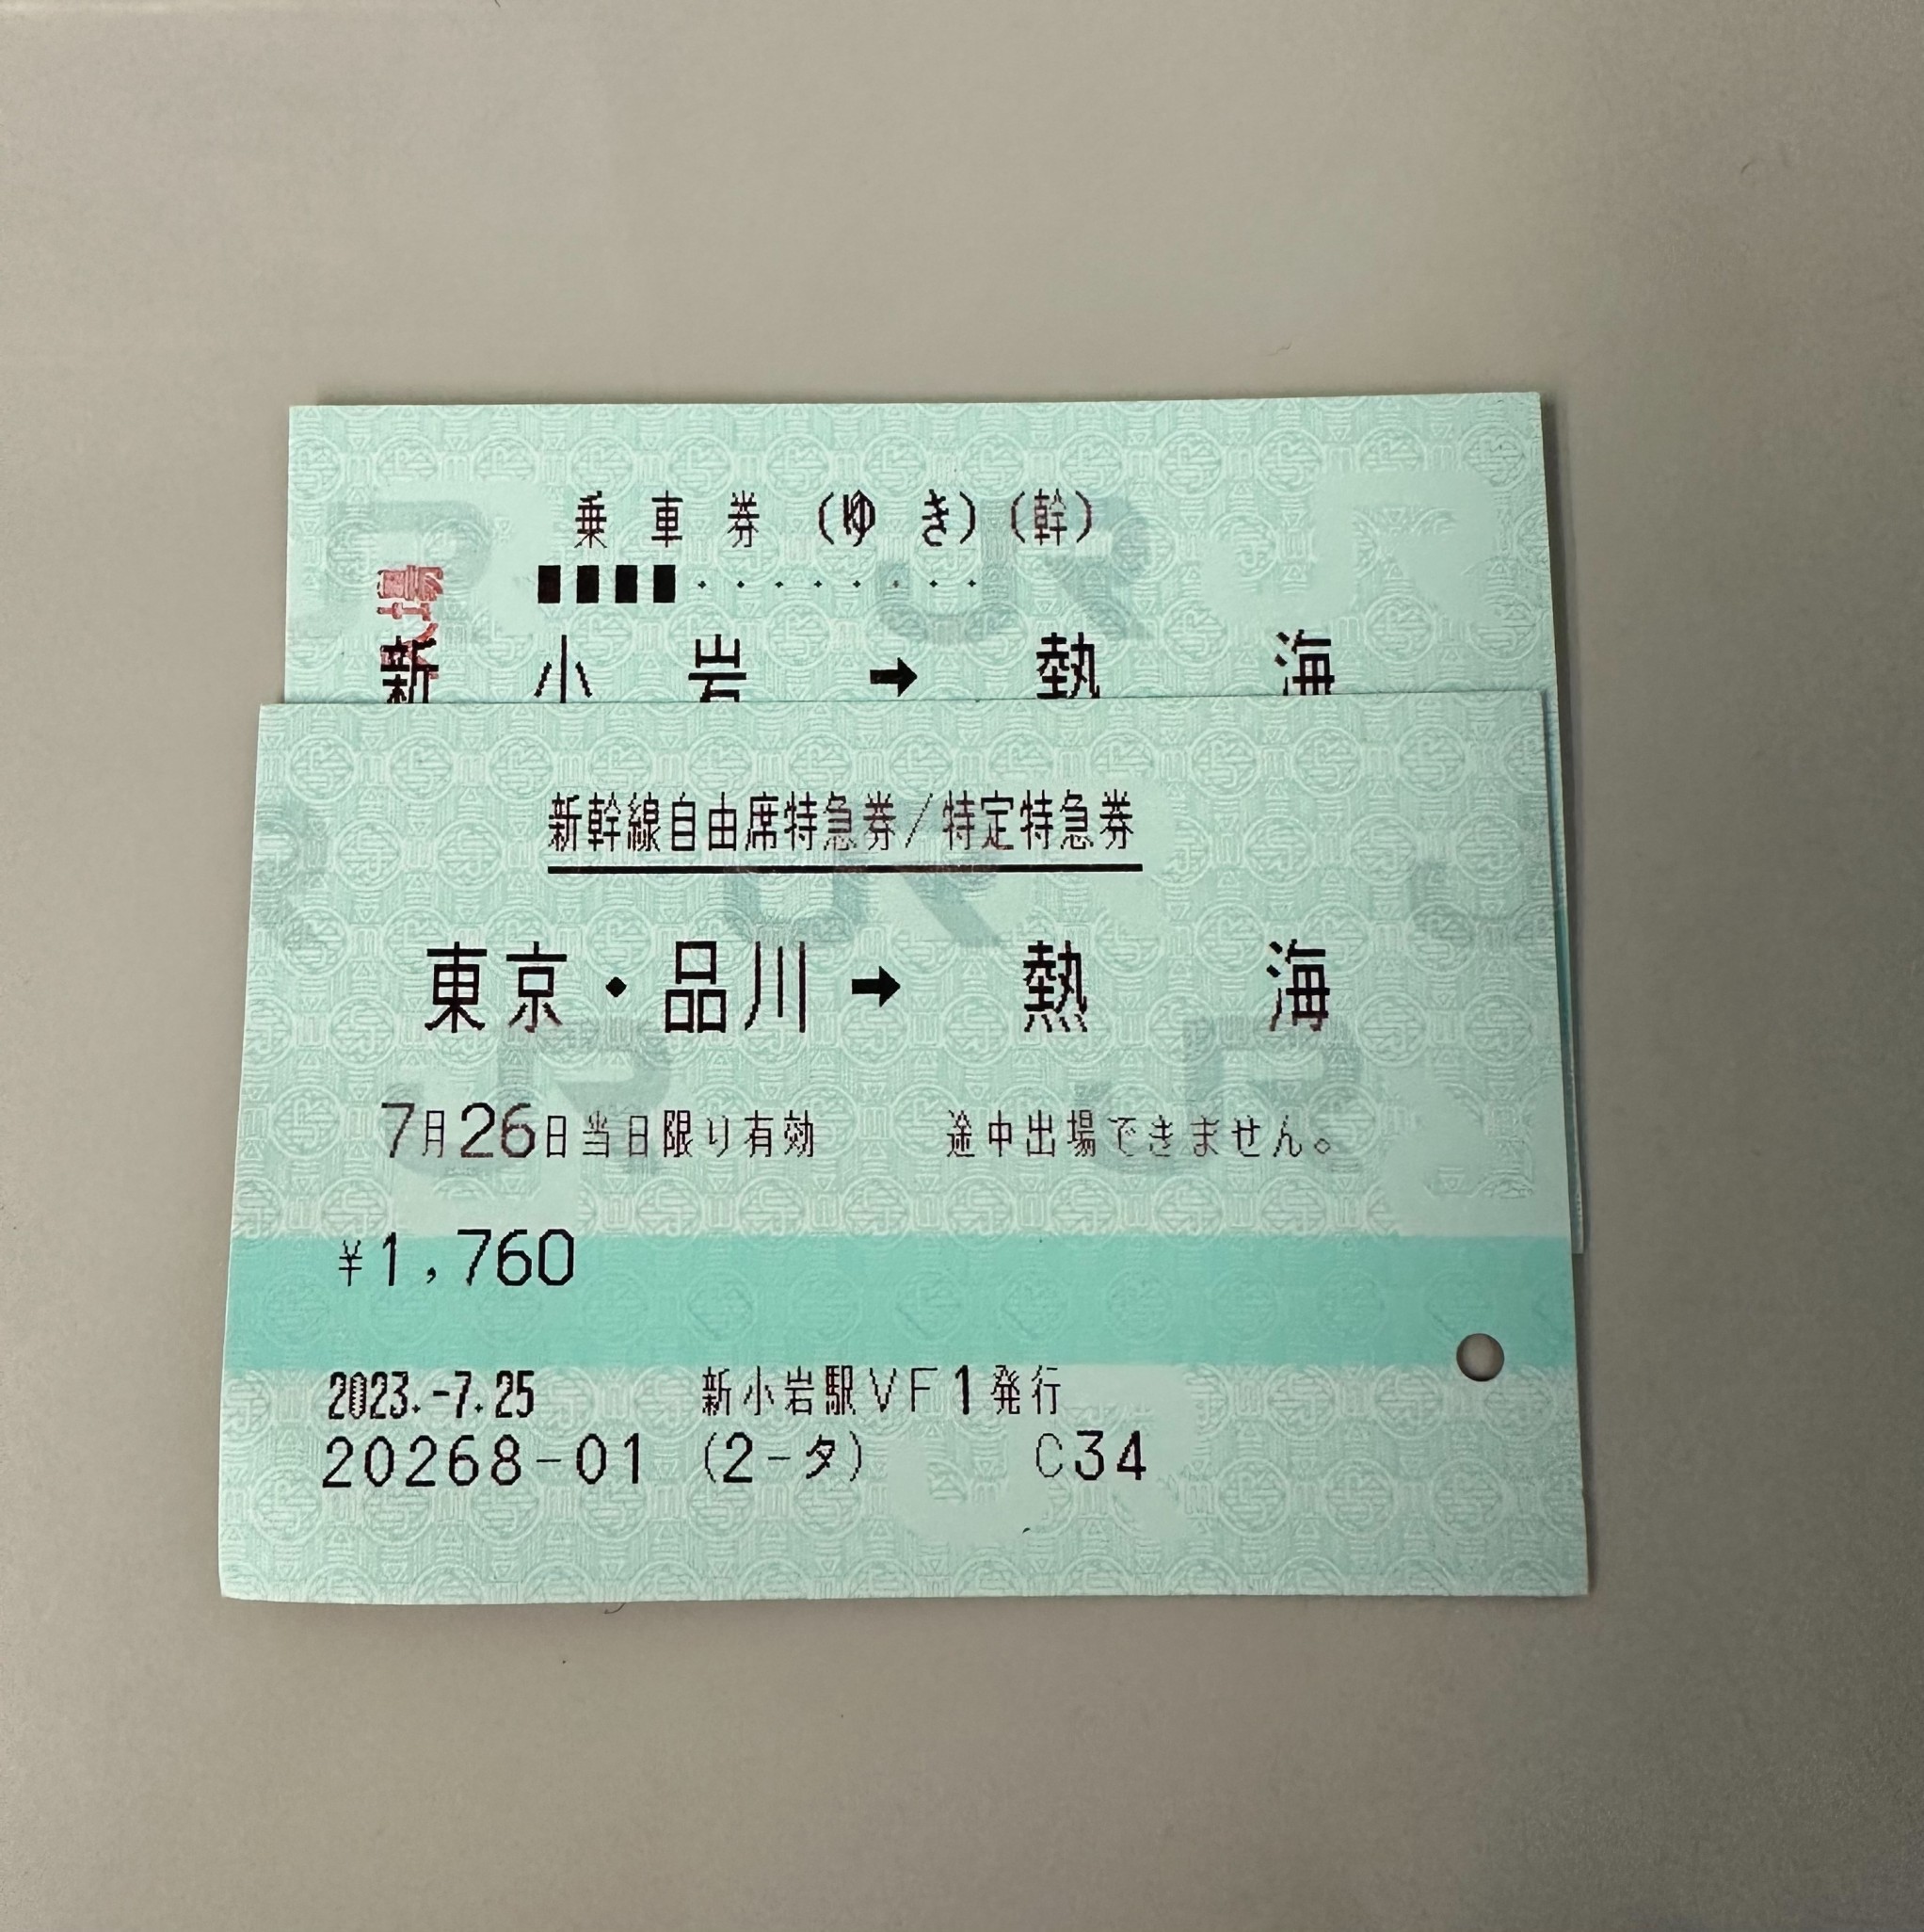 乗車券(ゆき)(幹)
入場
新小岩→熱海
新幹線自由席特急券/特定特急券
東京・品川→熱海
7月26日当日限り有効 途中出場できません。
¥1,760
2023.-7.25 新小岩駅VF1発行
20268-01 (2-タ) C34